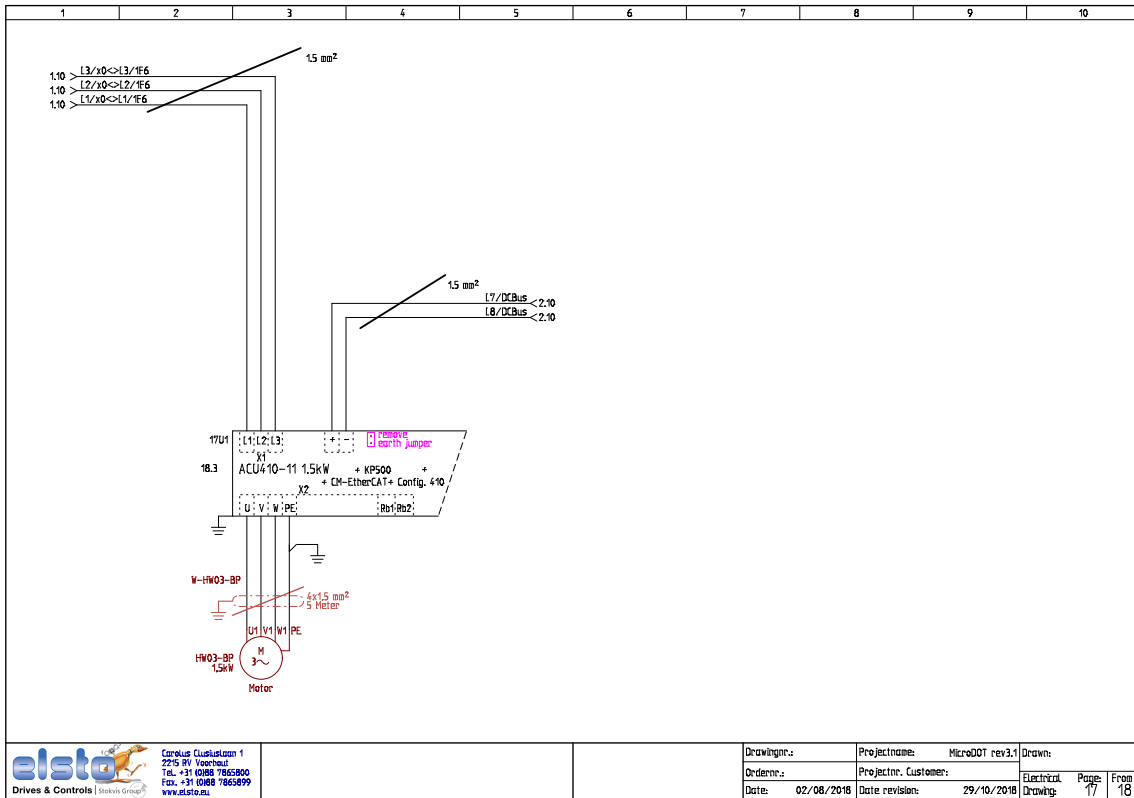 1 2 3 4 5 6 7 8 9 10
1.5 mm²
1.10 L3/x0<>L3/1F6
1.10 L2/x0<>L2/1F6
1.10 L1/x0<>L1/1F6
1.5 mm²
L7/DCBus 2.10
L8/DCBus 2.10
17U1 L1 L2 L3 + - remove
earth jumper
X1
18.3 ACU410-11 1.5kW + KP500 +
+ CM-EtherCAT+ Config. 410
X2
U V W PE Rb1 Rb2
W-HW03-BP
4x1.5 mm²
5 Meter
U1 V1 W1 PE
HW03-BP
1,5kW
M
3~
Motor
elsto
Drives & Controls | Stokvis Group
Carolus Clusiuslaan 1
2215 RV Voorhout
Tel. +31 (0)88 7865800
Fax. +31 (0)88 7865899
www.elsto.eu
Drawingnr.: Projectname: MicroDOT rev3.1 Drawn:
Ordernr.: Projectnr. Customer:
Date: 02/08/2018 Date revision: 29/10/2018
Electrical Page: From
Drawing: 17 18